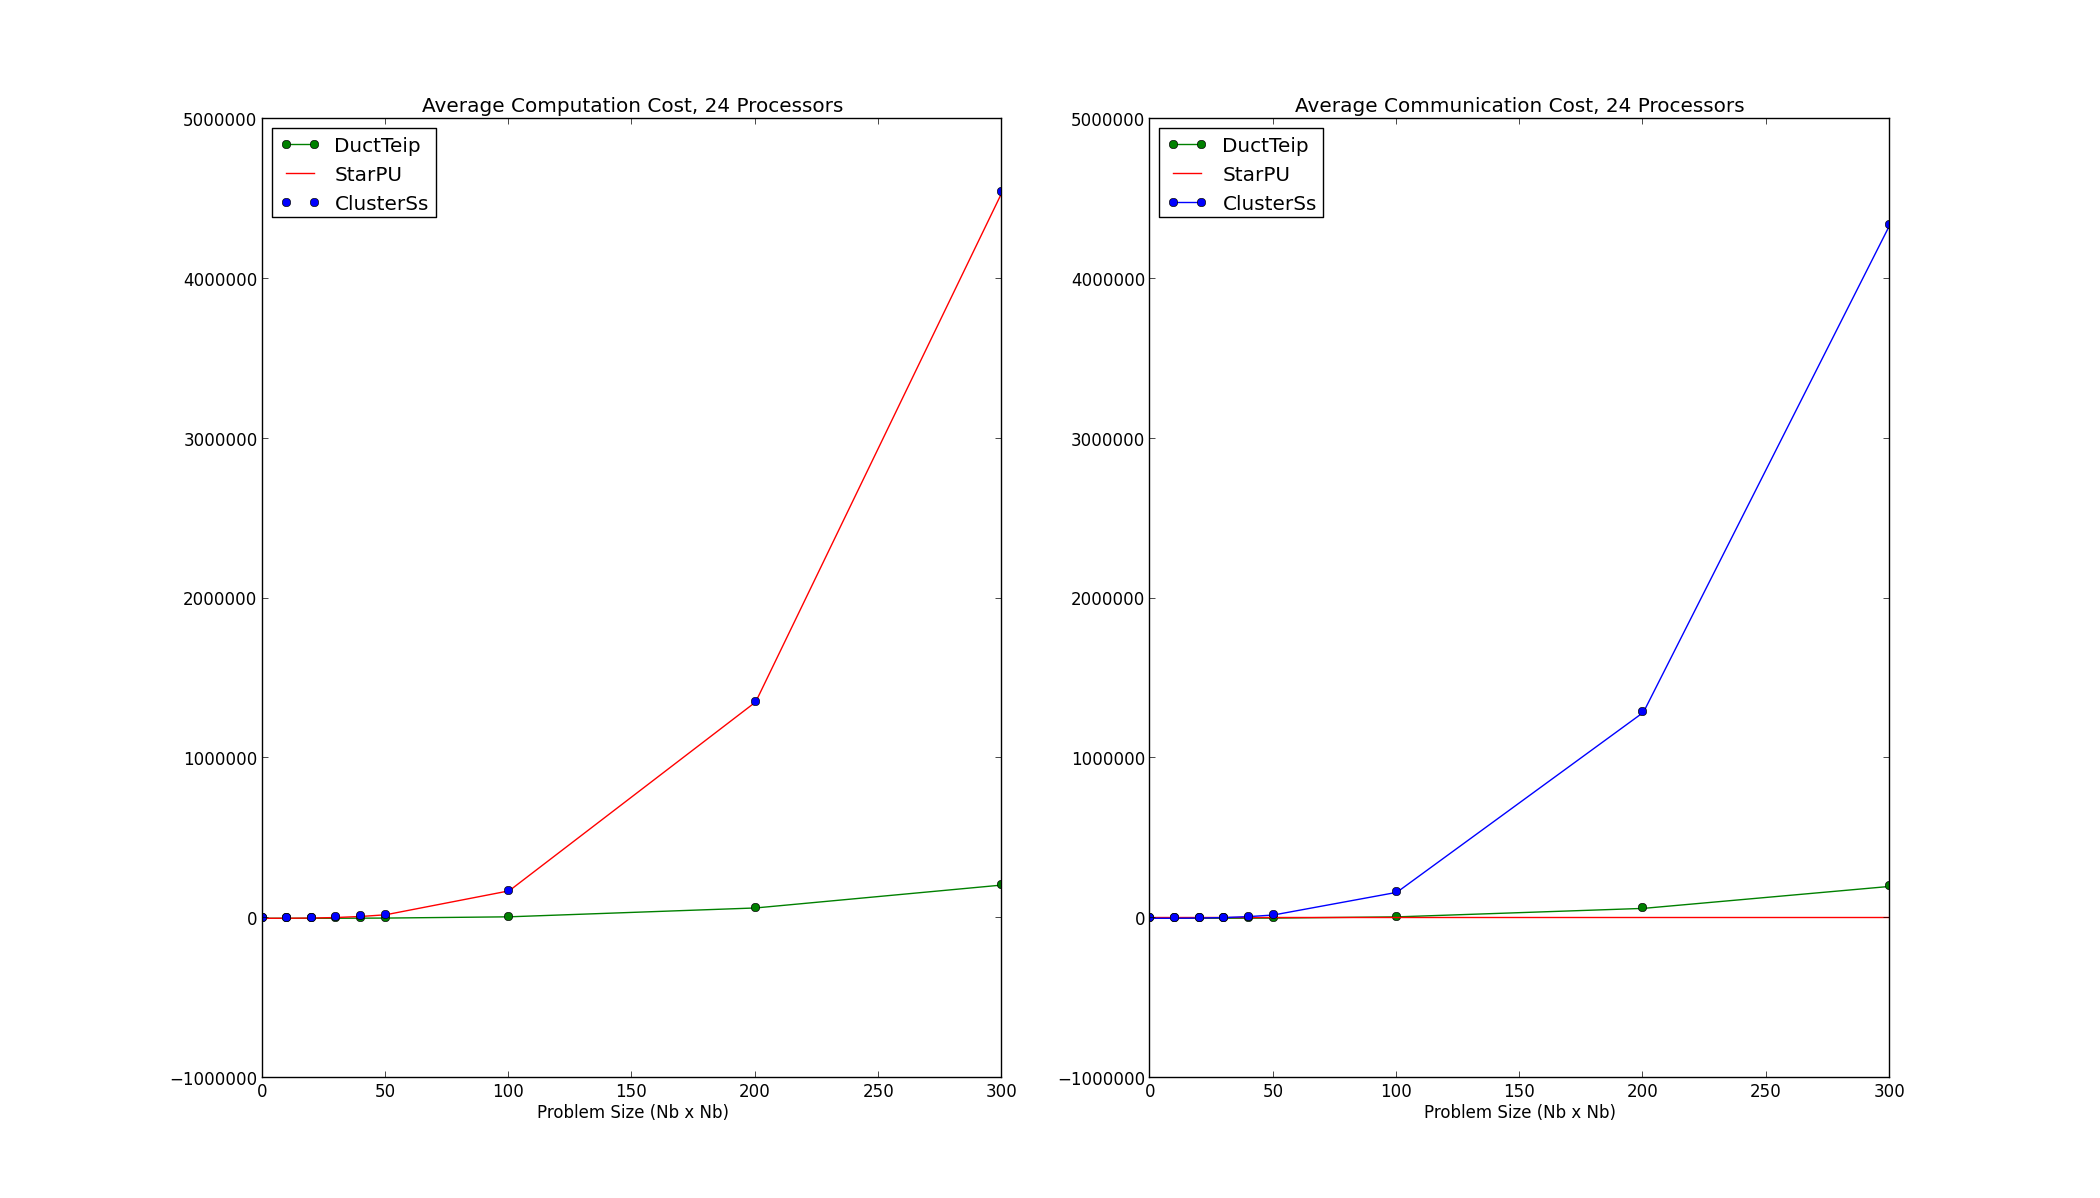 Average Computation Cost, 24 Processors
5000000
4000000
3000000
2000000
1000000
0
−1000000
DuctTeip
StarPU
ClusterSs
0 50 100 150 200 250 300
Problem Size (Nb x Nb)
Average Communication Cost, 24 Processors
5000000
4000000
3000000
2000000
1000000
0
−1000000
DuctTeip
StarPU
ClusterSs
0 50 100 150 200 250 300
Problem Size (Nb x Nb)